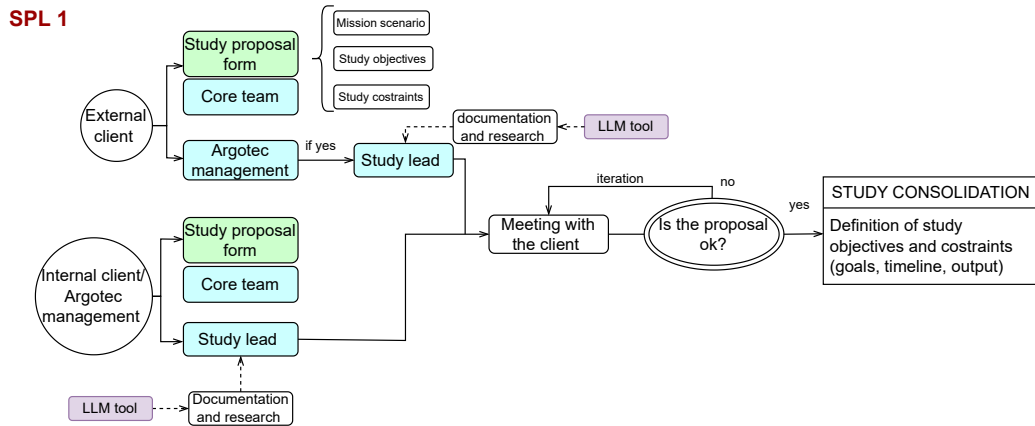 SPL 1
External
client
Study proposal
form
Core team
Mission scenario
Study objectives
Study costraints
Argotec
management
if yes
Study lead
documentation
and research
LLM tool
Internal client/
Argotec
management
Study proposal
form
Core team
Study lead
LLM tool
Documentation
and research
Meeting with
the client
iteration
no
Is the proposal
ok?
yes
STUDY CONSOLIDATION
Definition of study
objectives and costraints
(goals, timeline, output)